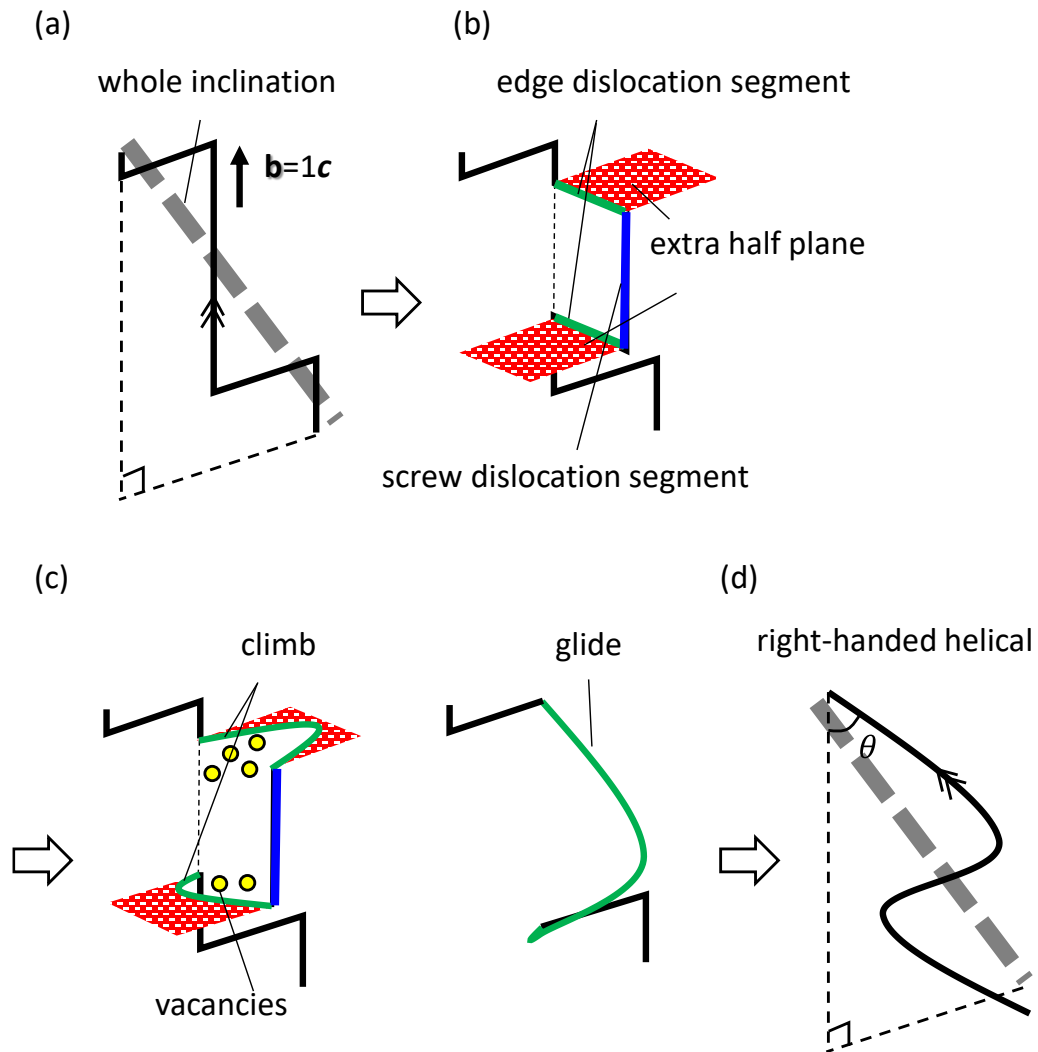 (a)
whole inclination
b=1c
(b)
edge dislocation segment
extra half plane
screw dislocation segment
(c)
climb
vacancies
glide
(d)
right-handed helical
θ